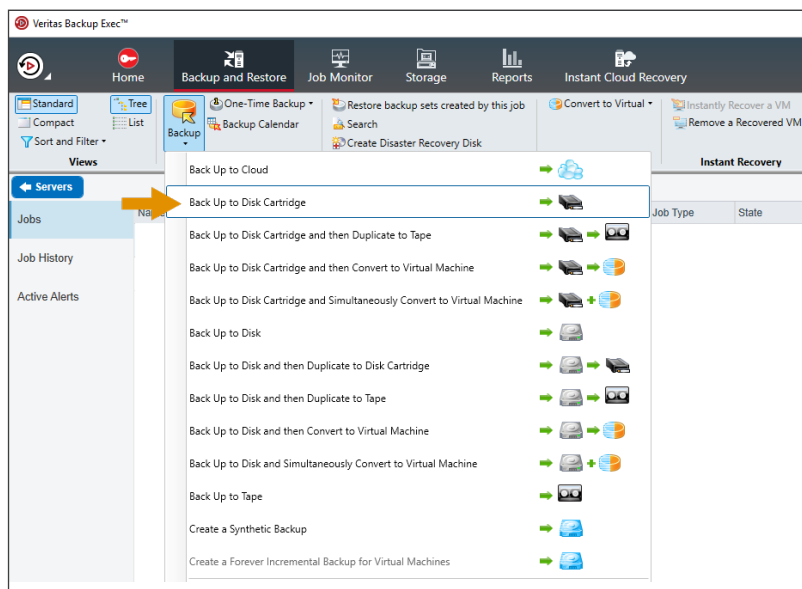 Veritas Backup Exec™
Home
Backup and Restore
Job Monitor
Storage
Reports
Instant Cloud Recovery
Standard
Tree
Compact
List
Sort and Filter
Views
Backup
One-Time Backup
Backup Calendar
Restore backup sets created by this job
Search
Create Disaster Recovery Disk
Convert to Virtual
Instantly Recover a VM
Remove a Recovered VM
Instant Recovery
Servers
Jobs
Job History
Active Alerts
Job Type
State
Back Up to Cloud
Back Up to Disk Cartridge
Back Up to Disk Cartridge and then Duplicate to Tape
Back Up to Disk Cartridge and then Convert to Virtual Machine
Back Up to Disk Cartridge and Simultaneously Convert to Virtual Machine
Back Up to Disk
Back Up to Disk and then Duplicate to Disk Cartridge
Back Up to Disk and then Duplicate to Tape
Back Up to Disk and then Convert to Virtual Machine
Back Up to Disk and Simultaneously Convert to Virtual Machine
Back Up to Tape
Create a Synthetic Backup
Create a Forever Incremental Backup for Virtual Machines